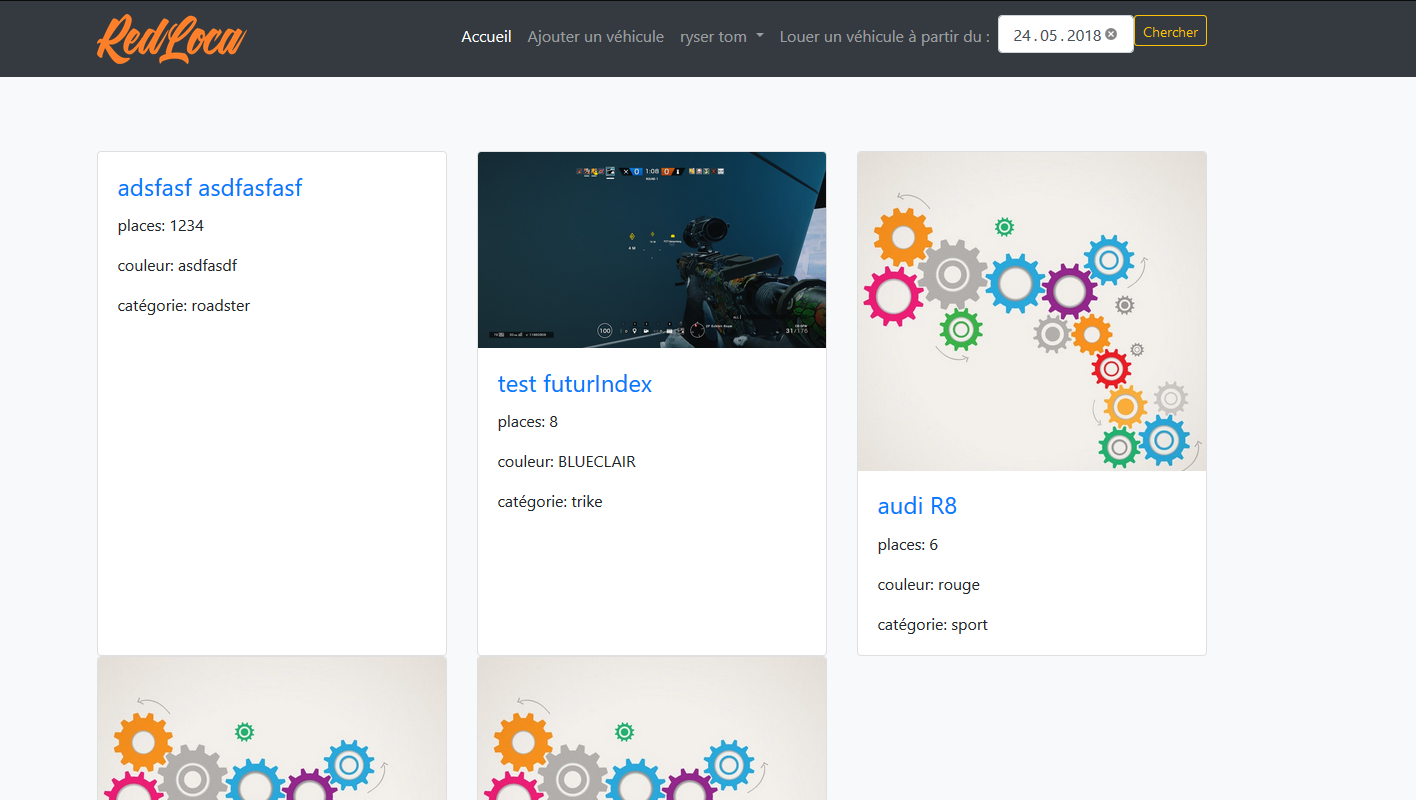 RedLoca
Accueil
Ajouter un véhicule
ryser tom
Louer un véhicule à partir du :
24.05.2018
Chercher
adsfasf asdfasfasf
places: 1234
couleur: asdfasdf
catégorie: roadster
0 1:08 0
100
31/175
test futurIndex
places: 8
couleur: BLUECLAIR
catégorie: trike
audi R8
places: 6
couleur: rouge
catégorie: sport